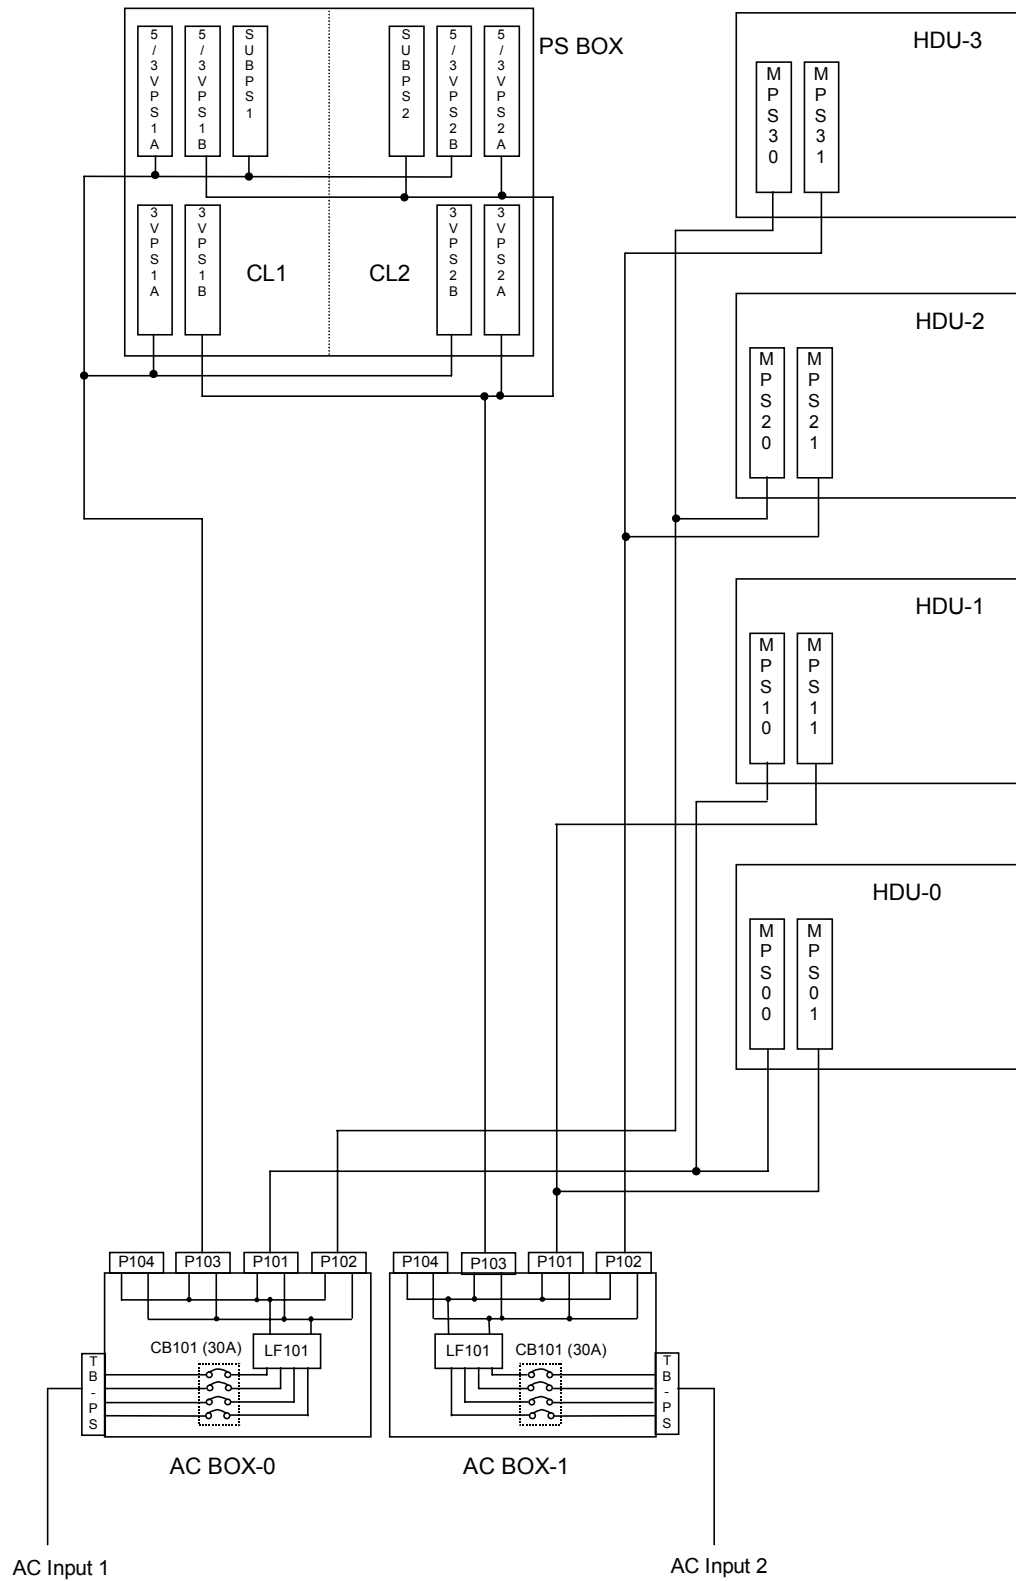 PS BOX
5/3VPS1A
5/3VPS1B
SUBPS1
SUBPS2
5/3VPS2B
5/3VPS2A
3VPS1A
3VPS1B
CL1
CL2
3VPS2B
3VPS2A
HDU-3
MPS30
MPS31
HDU-2
MPS20
MPS21
HDU-1
MPS10
MPS11
HDU-0
MPS00
MPS01
P104
P103
P101
P102
CB101 (30A)
LF101
TB-PS
AC BOX-0
AC Input 1
P104
P103
P101
P102
LF101
CB101 (30A)
TB-PS
AC BOX-1
AC Input 2